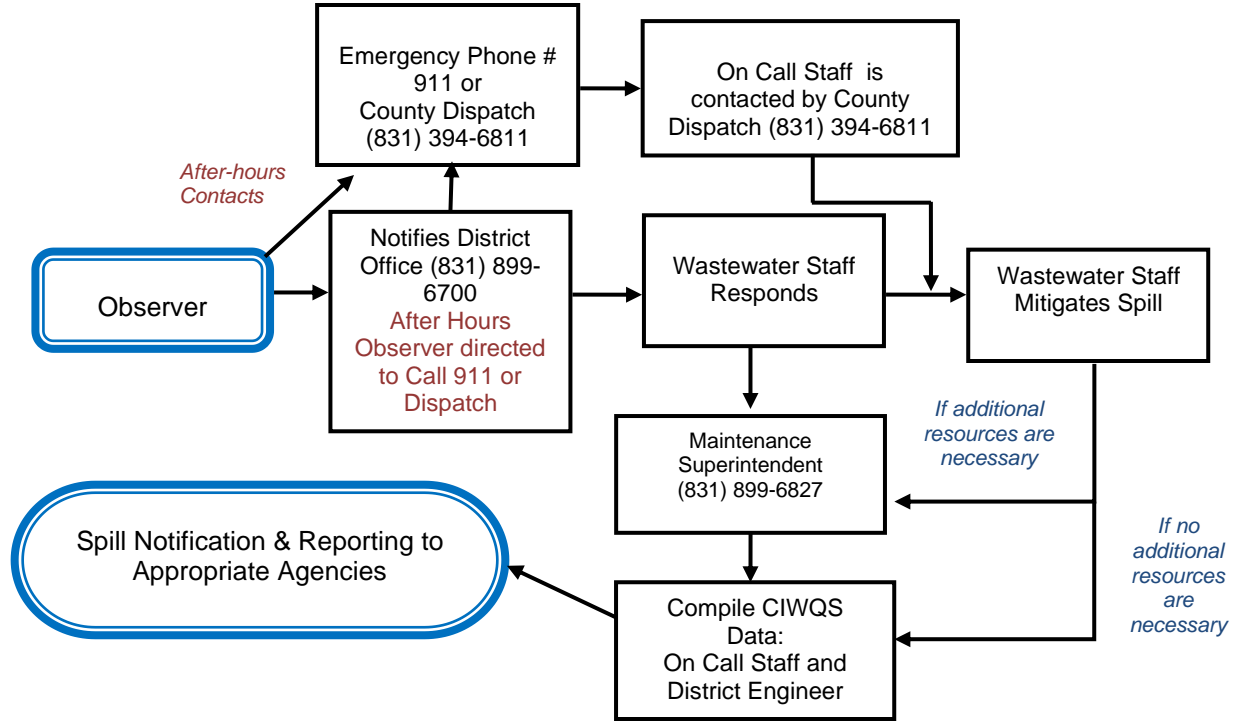 Emergency Phone #
911 or
County Dispatch
(831) 394-6811
On Call Staff is
contacted by County
Dispatch (831) 394-6811
After-hours
Contacts
Observer
Notifies District
Office (831) 899-
6700
After Hours
Observer directed
to Call 911 or
Dispatch
Wastewater Staff
Responds
Wastewater Staff
Mitigates Spill
If additional
resources are
necessary
Maintenance
Superintendent
(831) 899-6827
If no
additional
resources
are
necessary
Spill Notification & Reporting to
Appropriate Agencies
Compile CIWQS
Data:
On Call Staff and
District Engineer